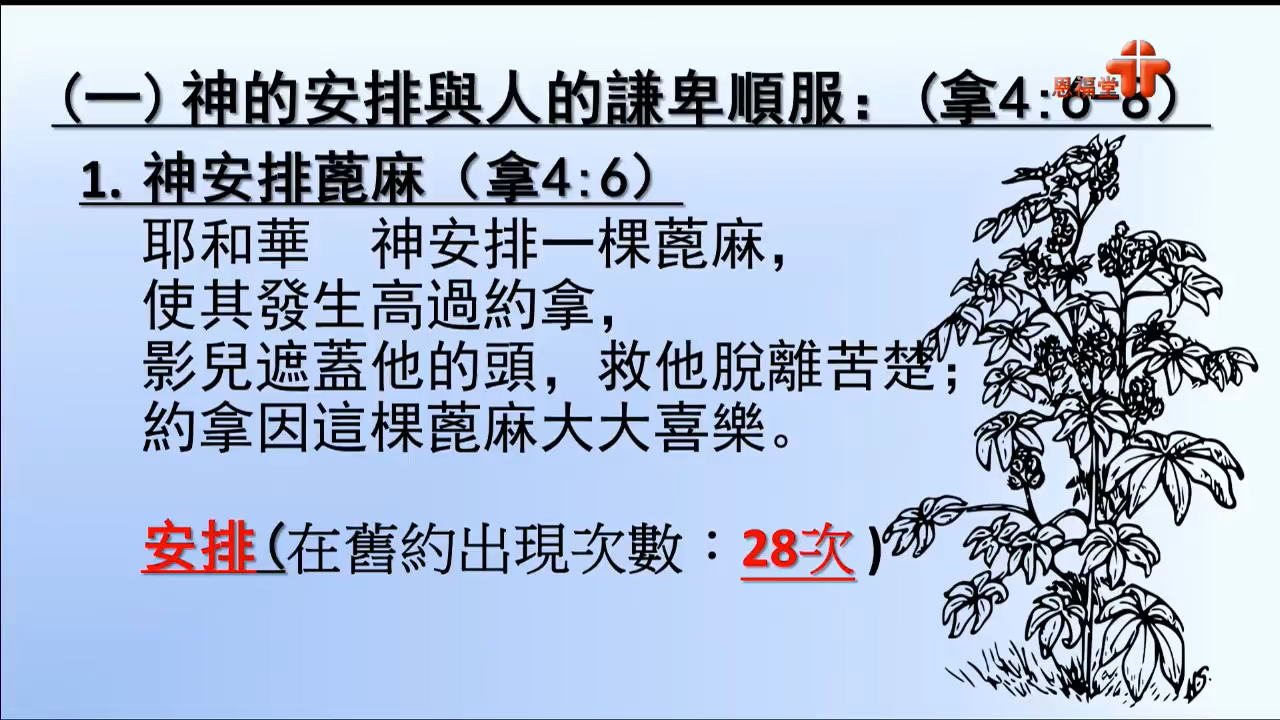 (一) 神的安排與人的謙卑順服：(拿4:6-8)
恩福堂
1. 神安排蓖麻（拿4:6）
耶和華　神安排一棵蓖麻，
使其發生高過約拿，
影兒遮蓋他的頭，救他脫離苦楚；
約拿因這棵蓖麻大大喜樂。
安排(在舊約出現次數：28次)